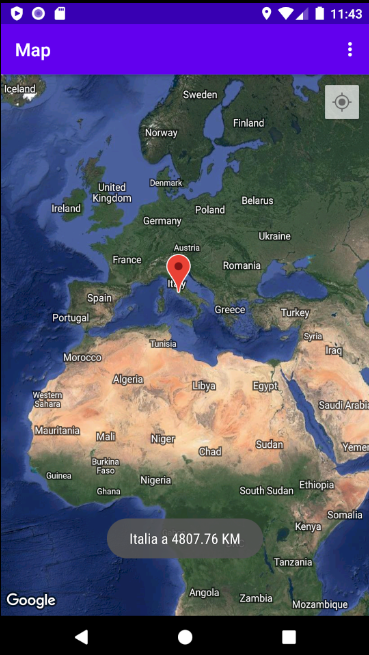 11:43
Map
Iceland
Sweden
Finland
Norway
United
Kingdom
Denmark
Ireland
Belarus
Poland
Germany
Ukraine
Austria
France
Romania
Italy
Spain
Greece
Turkey
Portugal
Syria
Tunisia
Iraq
Morocco
Algeria
Libya
Egypt
Western
Sahara
Saudi Arabia
Mauritania
Mali
Niger
Chad
Sudan
Yemen
Burkina
Faso
Guinea
Nigeria
Ghana
South Sudan
Ethiopia
Somalia
Kenya
Italia a 4807.76 KM
Tanzania
Angola
Zambia
Mozambique
Google